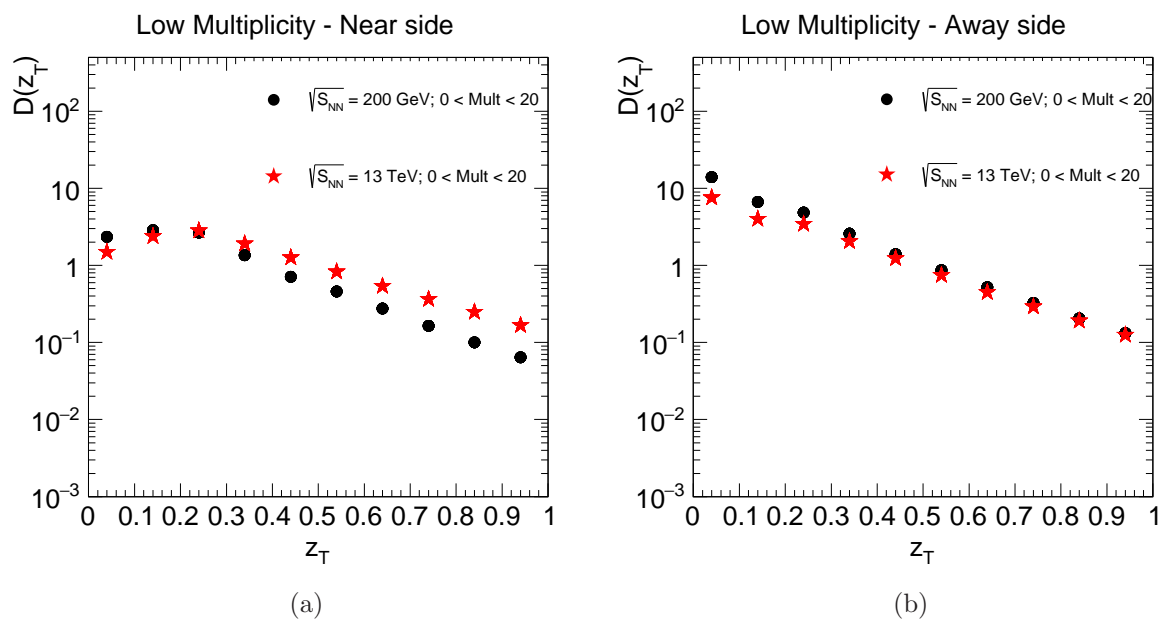 Low Multiplicity - Near side
D(z_T)
√S_NN = 200 GeV; 0 < Mult < 20
√S_NN = 13 TeV; 0 < Mult < 20
10²
10
1
10⁻¹
10⁻²
10⁻³
0 0.1 0.2 0.3 0.4 0.5 0.6 0.7 0.8 0.9 1
z_T
(a)
Low Multiplicity - Away side
D(z_T)
√S_NN = 200 GeV; 0 < Mult < 20
√S_NN = 13 TeV; 0 < Mult < 20
10²
10
1
10⁻¹
10⁻²
10⁻³
0 0.1 0.2 0.3 0.4 0.5 0.6 0.7 0.8 0.9 1
z_T
(b)